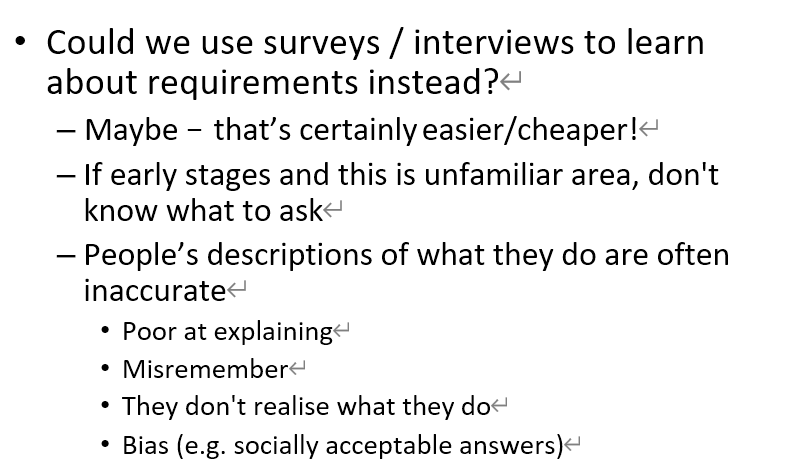 • Could we use surveys / interviews to learn
about requirements instead?↵
– Maybe – that’s certainly easier/cheaper!↵
– If early stages and this is unfamiliar area, don't
know what to ask↵
– People’s descriptions of what they do are often
inaccurate↵
• Poor at explaining↵
• Misremember↵
• They don't realise what they do↵
• Bias (e.g. socially acceptable answers)↵